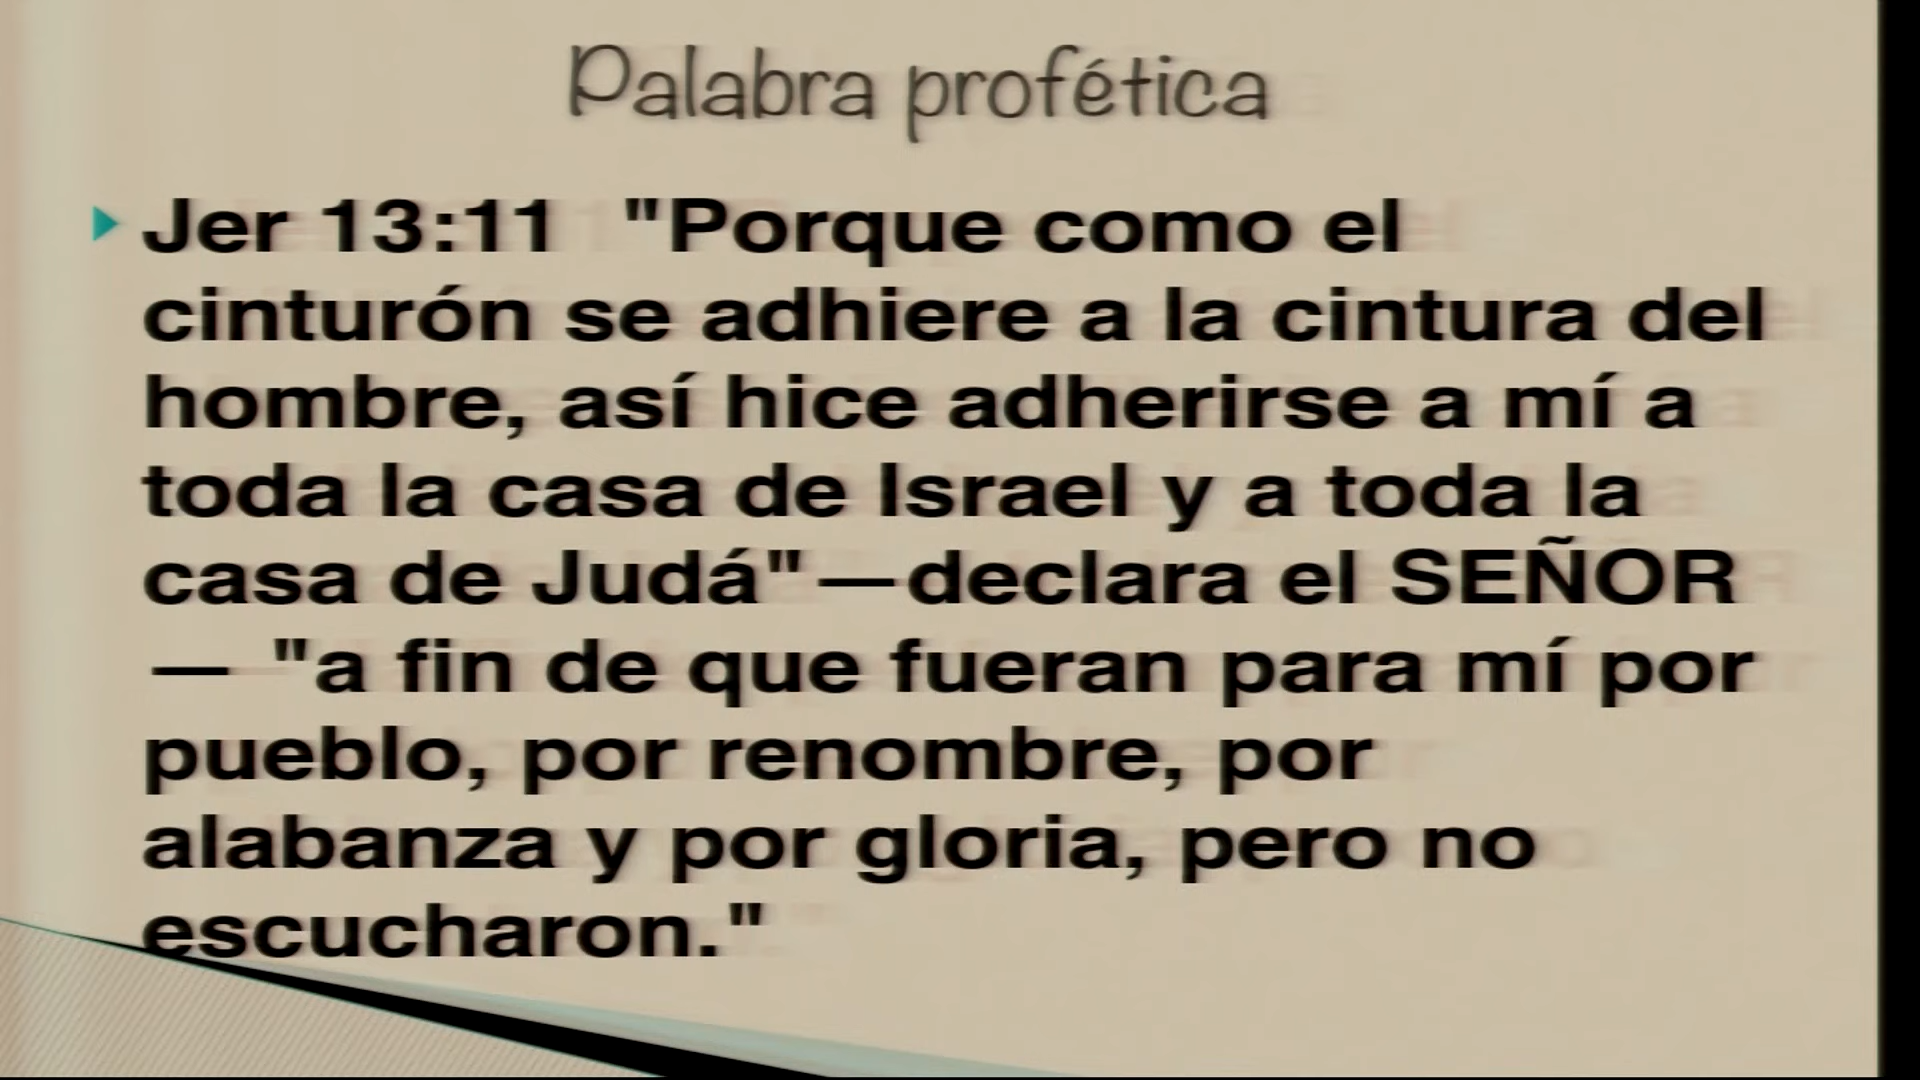 Palabra profética
Jer 13:11 "Porque como el
cinturón se adhiere a la cintura del
hombre, así hice adherirse a mí a
toda la casa de Israel y a toda la
casa de Judá"—declara el SEÑOR
— "a fin de que fueran para mí por
pueblo, por renombre, por
alabanza y por gloria, pero no
escucharon."